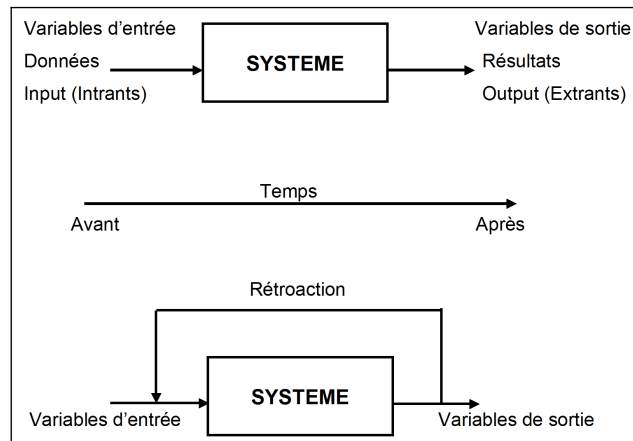 Variables d'entrée
Données
Input (Intrants)
SYSTEME
Variables de sortie
Résultats
Output (Extrants)
Temps
Avant
Après
Rétroaction
SYSTEME
Variables d'entrée
Variables de sortie